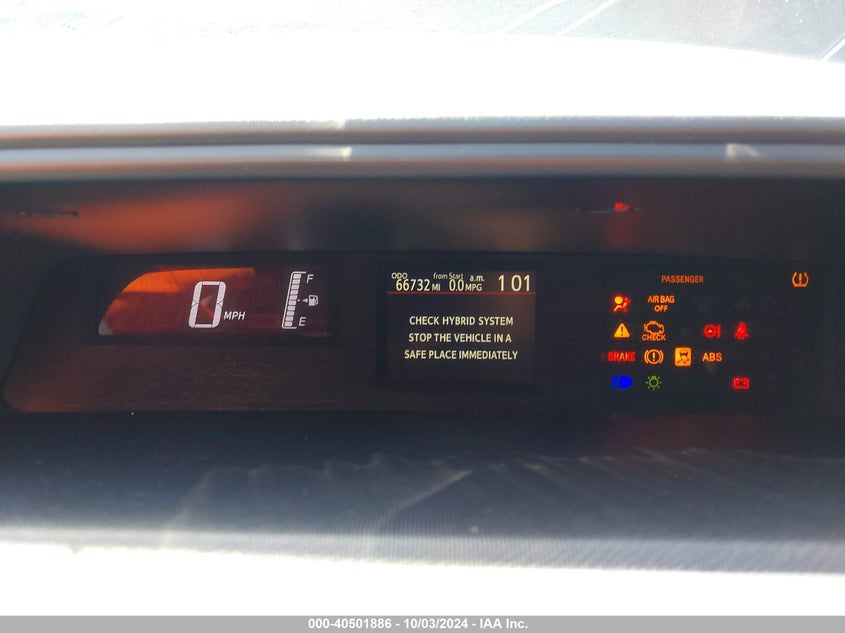 F
0 MPH
E
ODO from Start a.m.
66732 MI 0.0 MPG 1 01
CHECK HYBRID SYSTEM
STOP THE VEHICLE IN A
SAFE PLACE IMMEDIATELY
PASSENGER
AIR BAG
OFF
CHECK
BRAKE ABS
000-40501886 - 10/03/2024 - IAA Inc.